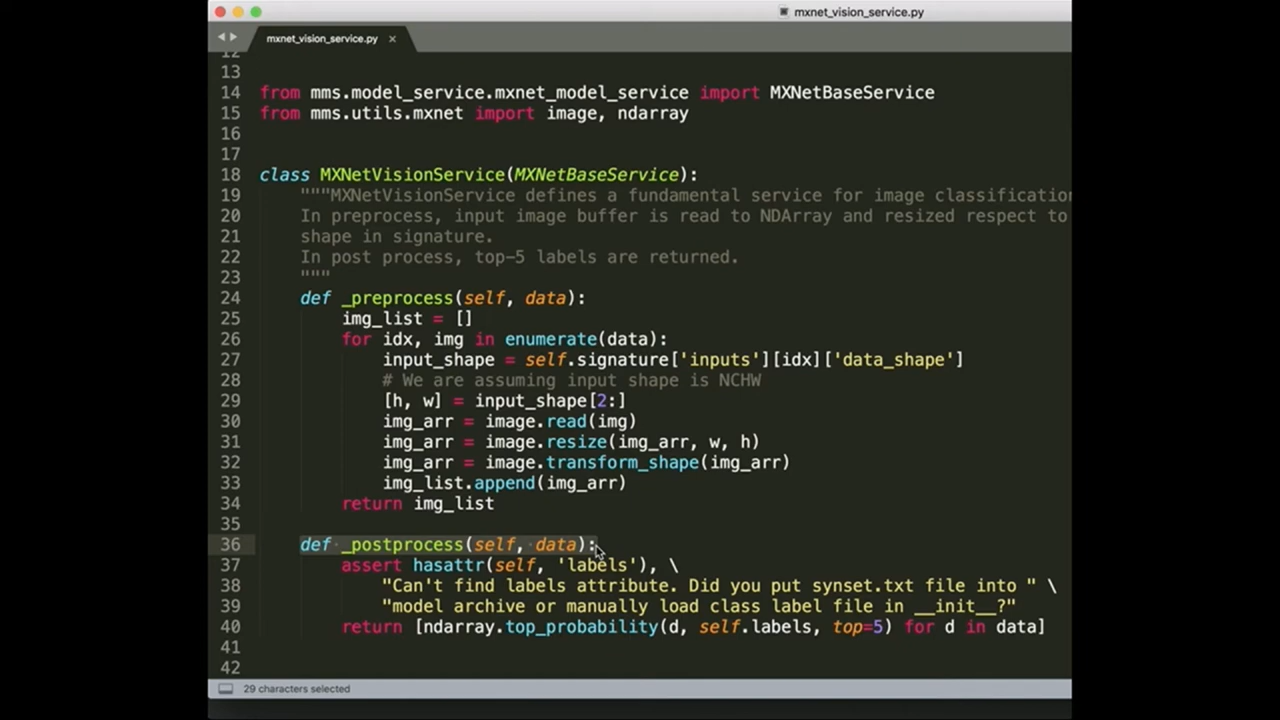 mxnet_vision_service.py
mxnet_vision_service.py ×
13
14 from mms.model_service.mxnet_model_service import MXNetBaseService
15 from mms.utils.mxnet import image, ndarray
16
17
18 class MXNetVisionService(MXNetBaseService):
19 """MXNetVisionService defines a fundamental service for image classification
20 In preprocess, input image buffer is read to NDArray and resized respect to
21 shape in signature.
22 In post process, top-5 labels are returned.
23 """
24 def _preprocess(self, data):
25 img_list = []
26 for idx, img in enumerate(data):
27 input_shape = self.signature['inputs'][idx]['data_shape']
28 # We are assuming input shape is NCHW
29 [h, w] = input_shape[2:]
30 img_arr = image.read(img)
31 img_arr = image.resize(img_arr, w, h)
32 img_arr = image.transform_shape(img_arr)
33 img_list.append(img_arr)
34 return img_list
35
36 def _postprocess(self, data):
37 assert hasattr(self, 'labels'), \
38 "Can't find labels attribute. Did you put synset.txt file into " \
39 "model archive or manually load class label file in __init__?"
40 return [ndarray.top_probability(d, self.labels, top=5) for d in data]
41
42
29 characters selected